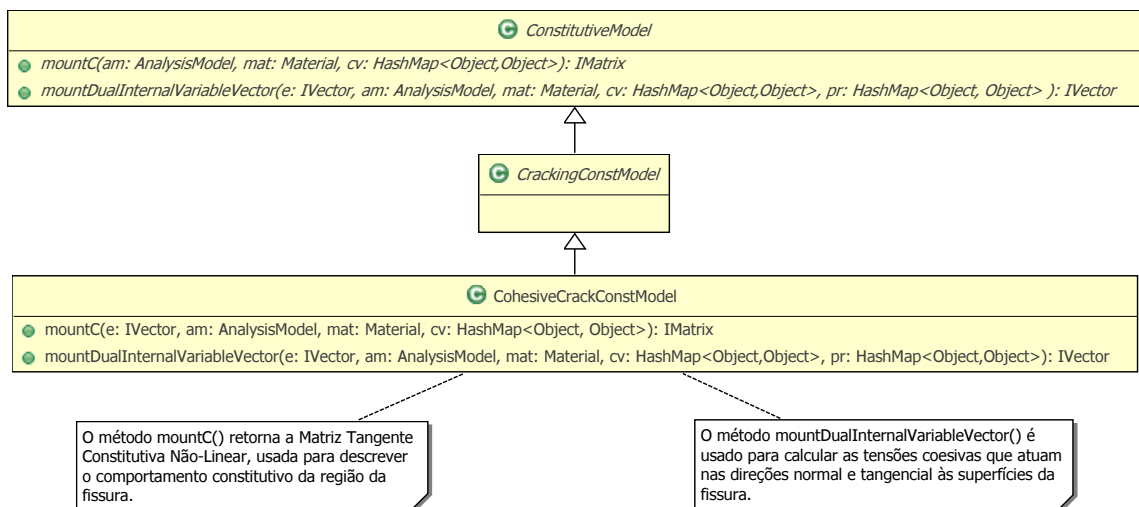 C ConstitutiveModel
mountC(am: AnalysisModel, mat: Material, cv: HashMap<Object,Object>): IMatrix
mountDualInternalVariableVector(e: IVector, am: AnalysisModel, mat: Material, cv: HashMap<Object,Object>, pr: HashMap<Object, Object> ): IVector
C CrackingConstModel
C CohesiveCrackConstModel
mountC(e: IVector, am: AnalysisModel, mat: Material, cv: HashMap<Object, Object>): IMatrix
mountDualInternalVariableVector(e: IVector, am: AnalysisModel, mat: Material, cv: HashMap<Object,Object>, pr: HashMap<Object,Object>): IVector
O método mountC() retorna a Matriz Tangente
Constitutiva Não-Linear, usada para descrever
o comportamento constitutivo da região da
fissura.
O método mountDualInternalVariableVector() é
usado para calcular as tensões coesivas que atuam
nas direções normal e tangencial às superfícies da
fissura.